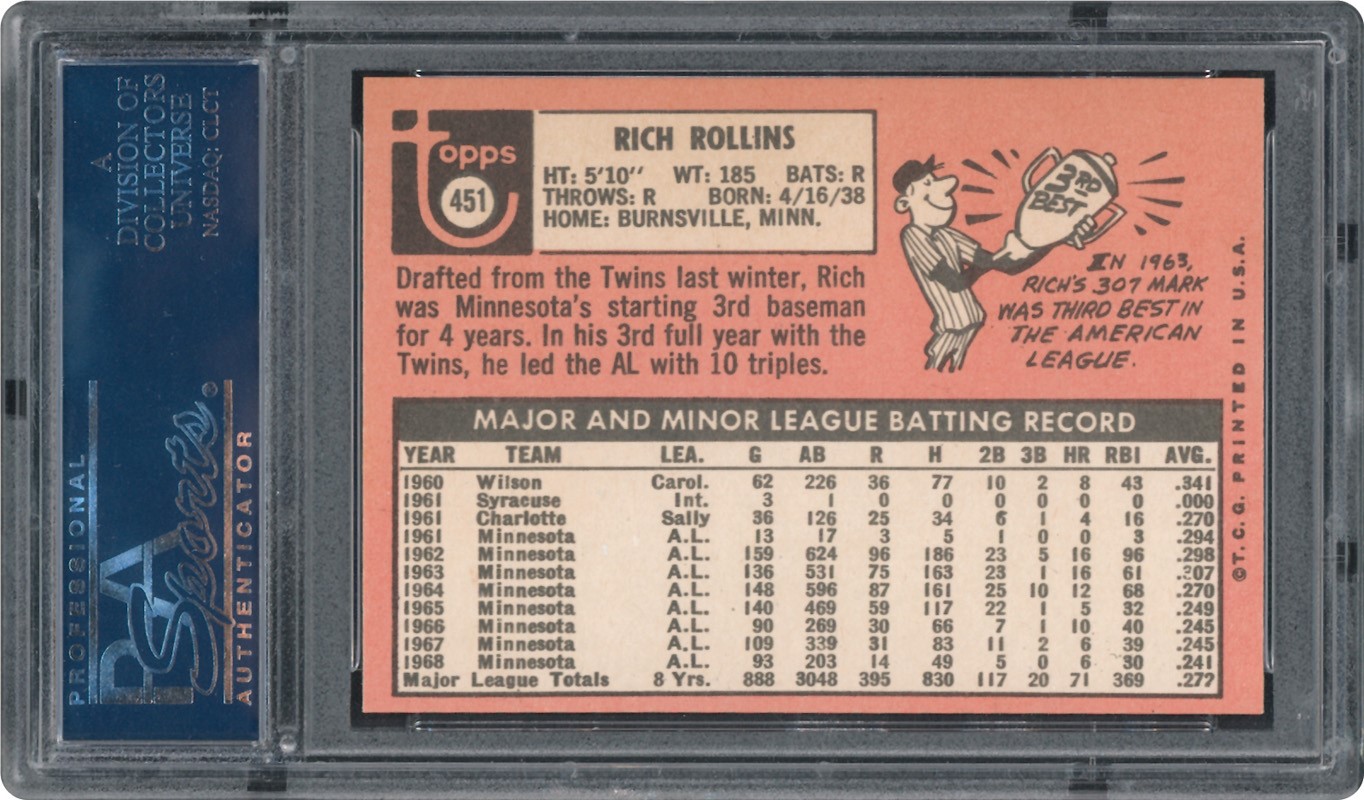 A
DIVISION OF
COLLECTORS
UNIVERSE
NASDAQ: CLCT
PROFESSIONAL
PSA
Sports®
AUTHENTICATOR
topps
451
RICH ROLLINS
HT: 5'10'' WT: 185 BATS: R
THROWS: R BORN: 4/16/38
HOME: BURNSVILLE, MINN.
Drafted from the Twins last winter, Rich
was Minnesota's starting 3rd baseman
for 4 years. In his 3rd full year with the
Twins, he led the AL with 10 triples.
3RD
BEST
IN 1963,
RICH'S 307 MARK
WAS THIRD BEST IN
THE AMERICAN
LEAGUE.
MAJOR AND MINOR LEAGUE BATTING RECORD
YEAR TEAM LEA. G AB R H 2B 3B HR RBI AVG.
1960 Wilson Carol. 62 226 36 77 10 2 8 43 .341
1961 Syracuse Int. 3 1 0 0 0 0 0 0 .000
1961 Charlotte Sally 36 126 25 34 6 1 4 16 .270
1961 Minnesota A.L. 13 17 3 5 1 0 0 3 .294
1962 Minnesota A.L. 159 624 96 186 23 5 16 96 .298
1963 Minnesota A.L. 136 531 75 163 23 1 16 61 .307
1964 Minnesota A.L. 148 596 87 161 25 10 12 68 .270
1965 Minnesota A.L. 140 469 59 117 22 1 5 32 .249
1966 Minnesota A.L. 90 269 30 66 7 1 10 40 .245
1967 Minnesota A.L. 109 339 31 83 11 2 6 39 .245
1968 Minnesota A.L. 93 203 14 49 5 0 6 30 .241
Major League Totals 8 Yrs. 888 3048 395 830 117 20 71 369 .272
©T.C.G. PRINTED IN U.S.A.